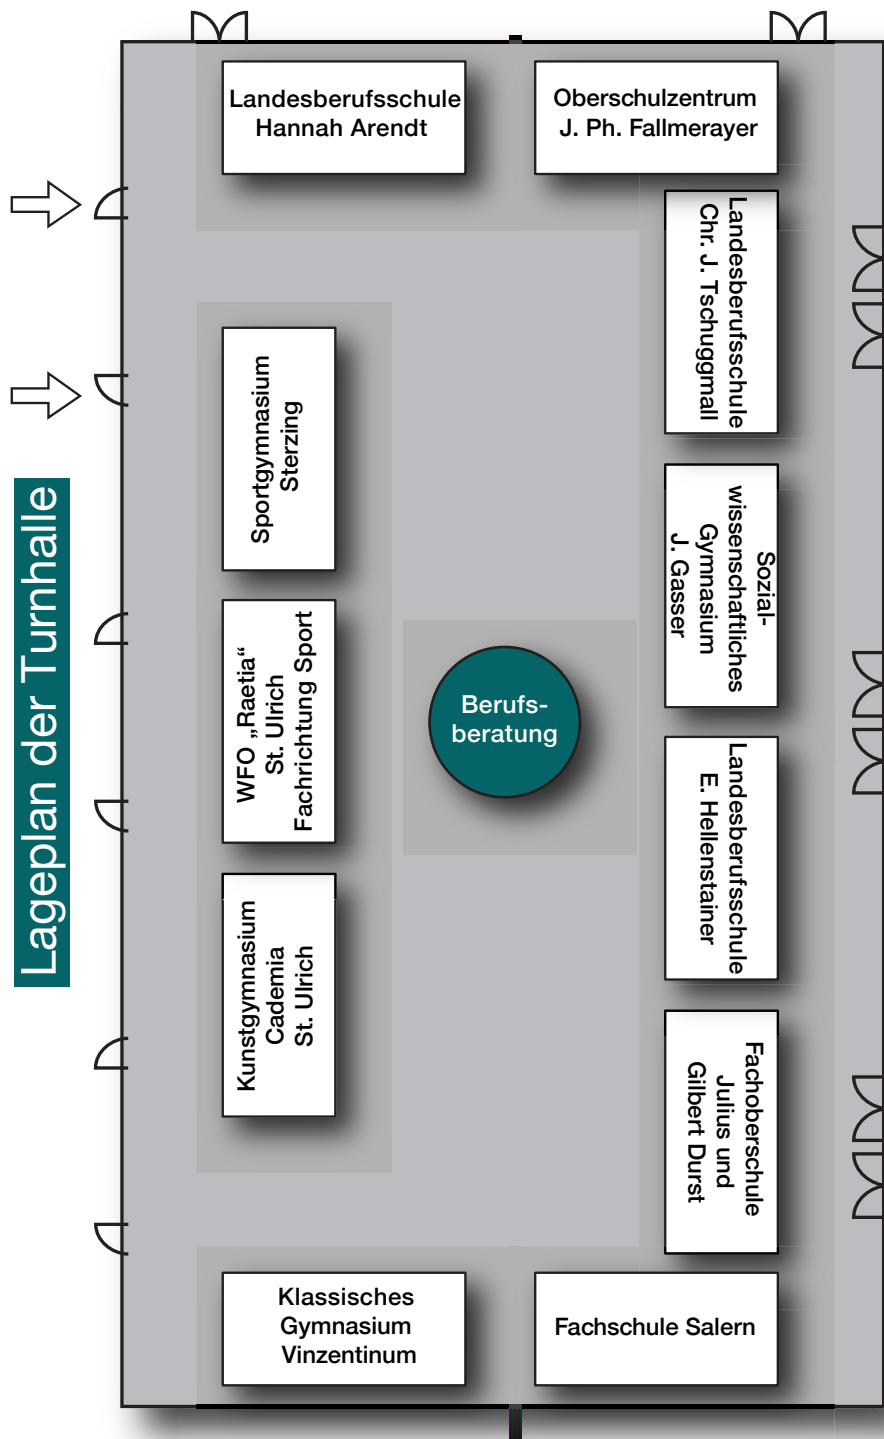 Landesberufsschule
Hannah Arendt
Oberschulzentrum
J. Ph. Fallmerayer
Landesberufsschule
Chr. J. Tschuggmall
Sportgymnasium
Sterzing
Sozial-
wissenschaftliches
Gymnasium
J. Gasser
Lageplan der Turnhalle
WFO „Raetia“
St. Ulrich
Fachrichtung Sport
Berufs-
beratung
Landesberufsschule
E. Hellenstainer
Kunstgymnasium
Cademia
St. Ulrich
Fachoberschule
Julius und
Gilbert Durst
Klassisches
Gymnasium
Vinzentinum
Fachschule Salern